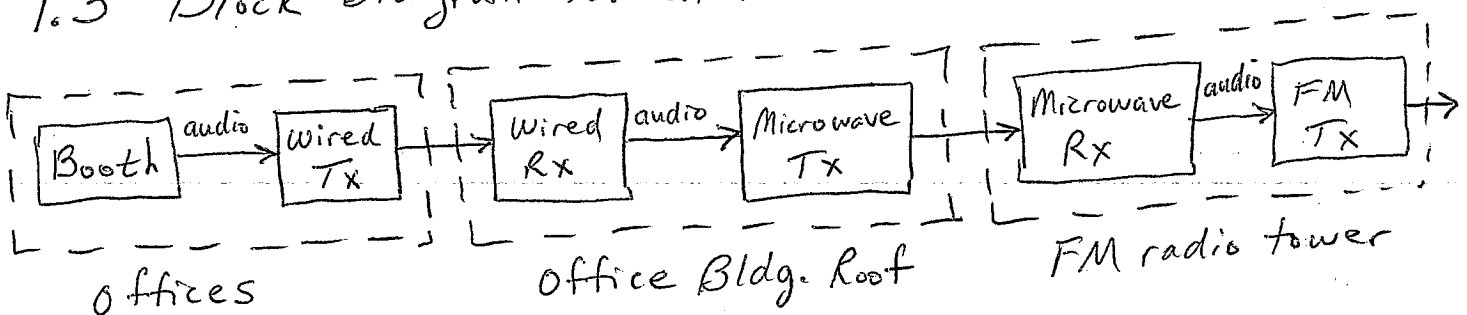 1.3 Block
audio
Booth
Wired
Tx
Wired
Rx
audio
Microwave
Tx
Microwave
Rx
audio
FM
Tx
offices
Office Bldg. Roof
FM radio tower